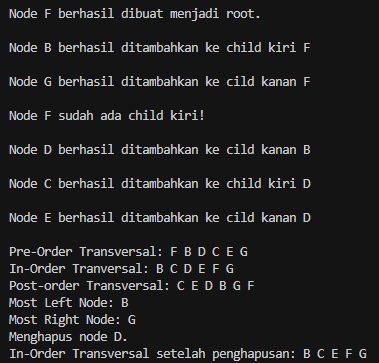 Node F berhasil dibuat menjadi root.
Node B berhasil ditambahkan ke child kiri F
Node G berhasil ditambahkan ke cild kanan F
Node F sudah ada child kiri!
Node D berhasil ditambahkan ke cild kanan B
Node C berhasil ditambahkan ke child kiri D
Node E berhasil ditambahkan ke cild kanan D
Pre-Order Transversal: F B D C E G
In-Order Tranversal: B C D E F G
Post-order Transversal: C E D B G F
Most Left Node: B
Most Right Node: G
Menghapus node D.
In-Order Transversal setelah penghapusan: B C E F G